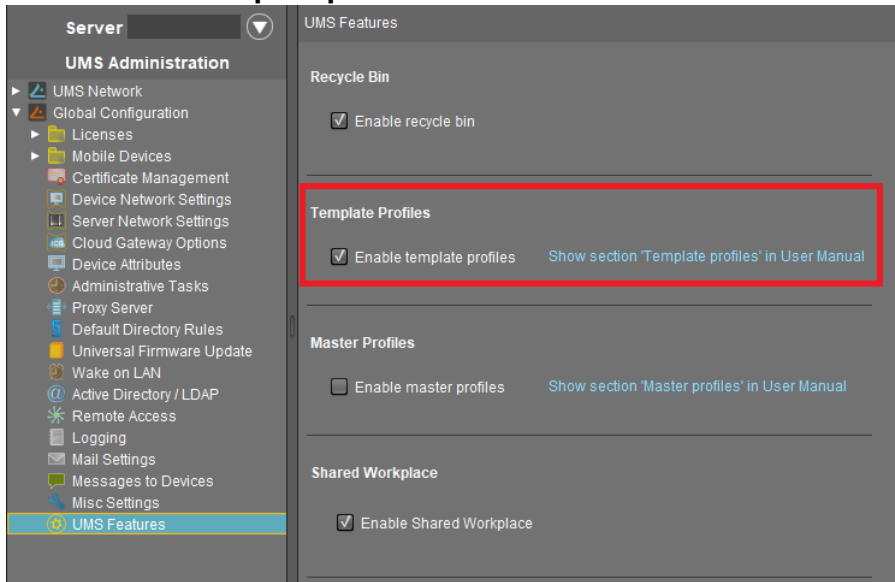 Server
UMS Administration
UMS Network
Global Configuration
Licenses
Mobile Devices
Certificate Management
Device Network Settings
Server Network Settings
Cloud Gateway Options
Device Attributes
Administrative Tasks
Proxy Server
Default Directory Rules
Universal Firmware Update
Wake on LAN
Active Directory / LDAP
Remote Access
Logging
Mail Settings
Messages to Devices
Misc Settings
UMS Features
UMS Features
Recycle Bin
Enable recycle bin
Template Profiles
Enable template profiles Show section 'Template profiles' in User Manual
Master Profiles
Enable master profiles Show section 'Master profiles' in User Manual
Shared Workplace
Enable Shared Workplace